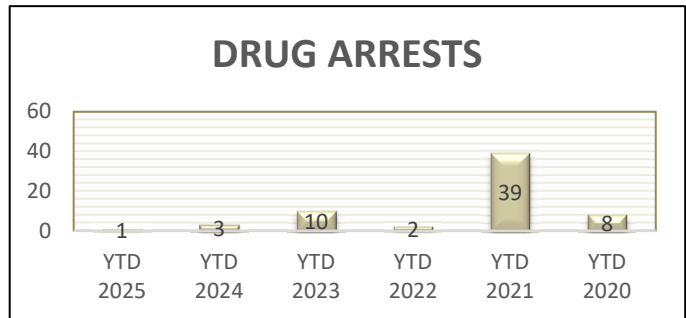 DRUG ARRESTS
60
40
20
0
1 3 10 2 39 8
YTD 2025
YTD 2024
YTD 2023
YTD 2022
YTD 2021
YTD 2020